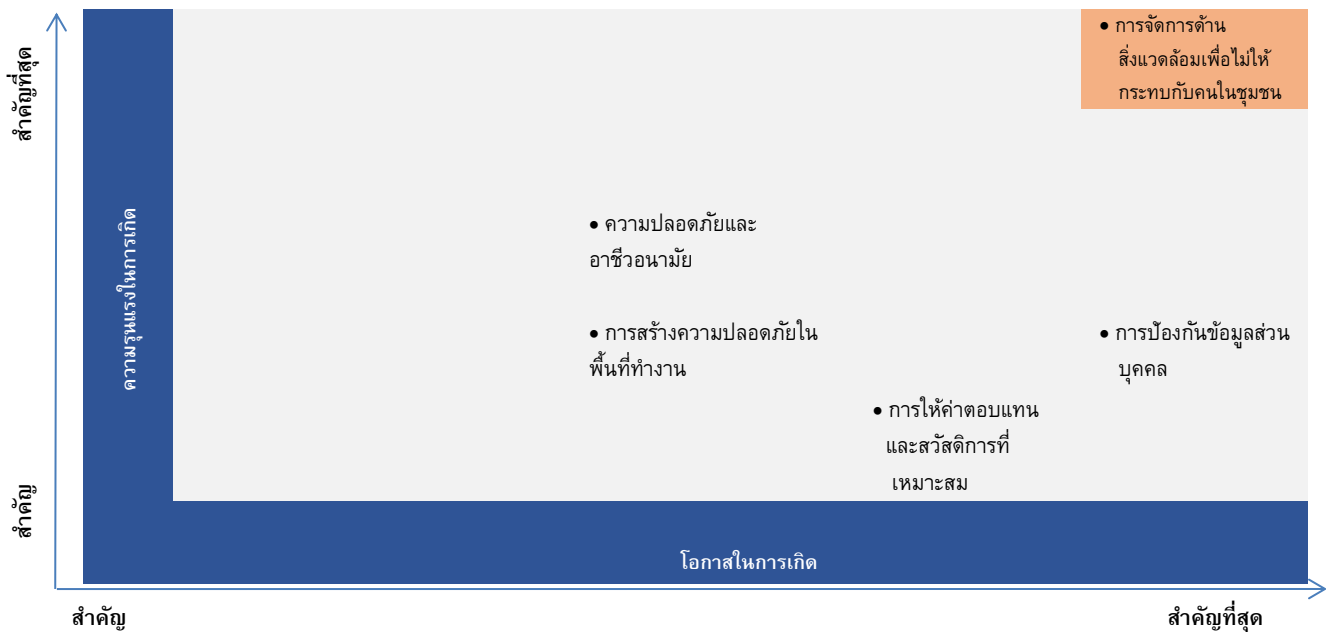 สำคัญที่สุด
สำคัญ
ความรุนแรงในการเกิด
• การจัดการด้าน
สิ่งแวดล้อมเพื่อไม่ให้
กระทบกับคนในชุมชน
• ความปลอดภัยและ
อาชีวอนามัย
• การสร้างความปลอดภัยใน
พื้นที่ทำงาน
• การป้องกันข้อมูลส่วน
บุคคล
• การให้ค่าตอบแทน
และสวัสดิการที่
เหมาะสม
โอกาสในการเกิด
สำคัญ
สำคัญที่สุด